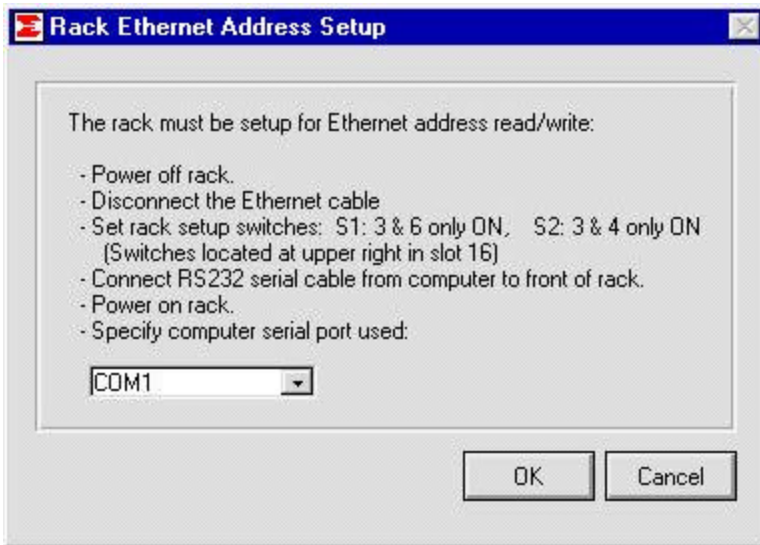 Rack Ethernet Address Setup
The rack must be setup for Ethernet address read/write:
- Power off rack.
- Disconnect the Ethernet cable
- Set rack setup switches:  S1: 3 & 6 only ON,   S2: 3 & 4 only ON
(Switches located at upper right in slot 16)
- Connect RS232 serial cable from computer to front of rack.
- Power on rack.
- Specify computer serial port used:
COM1
OK Cancel